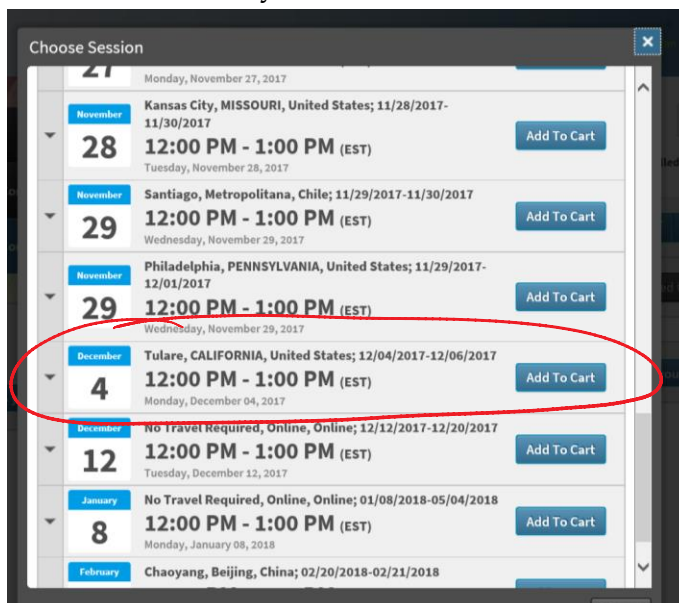 Choose Session
27
Monday, November 27, 2017
November
28
Kansas City, MISSOURI, United States; 11/28/2017-
11/30/2017
12:00 PM - 1:00 PM (EST)
Tuesday, November 28, 2017
Add To Cart
November
29
Santiago, Metropolitana, Chile; 11/29/2017-11/30/2017
12:00 PM - 1:00 PM (EST)
Wednesday, November 29, 2017
Add To Cart
November
29
Philadelphia, PENNSYLVANIA, United States; 11/29/2017-
12/01/2017
12:00 PM - 1:00 PM (EST)
Wednesday, November 29, 2017
Add To Cart
December
4
Tulare, CALIFORNIA, United States; 12/04/2017-12/06/2017
12:00 PM - 1:00 PM (EST)
Monday, December 04, 2017
Add To Cart
December
12
No Travel Required, Online, Online; 12/12/2017-12/20/2017
12:00 PM - 1:00 PM (EST)
Tuesday, December 12, 2017
Add To Cart
January
8
No Travel Required, Online, Online; 01/08/2018-05/04/2018
12:00 PM - 1:00 PM (EST)
Monday, January 08, 2018
Add To Cart
February
Chaoyang, Beijing, China; 02/20/2018-02/21/2018